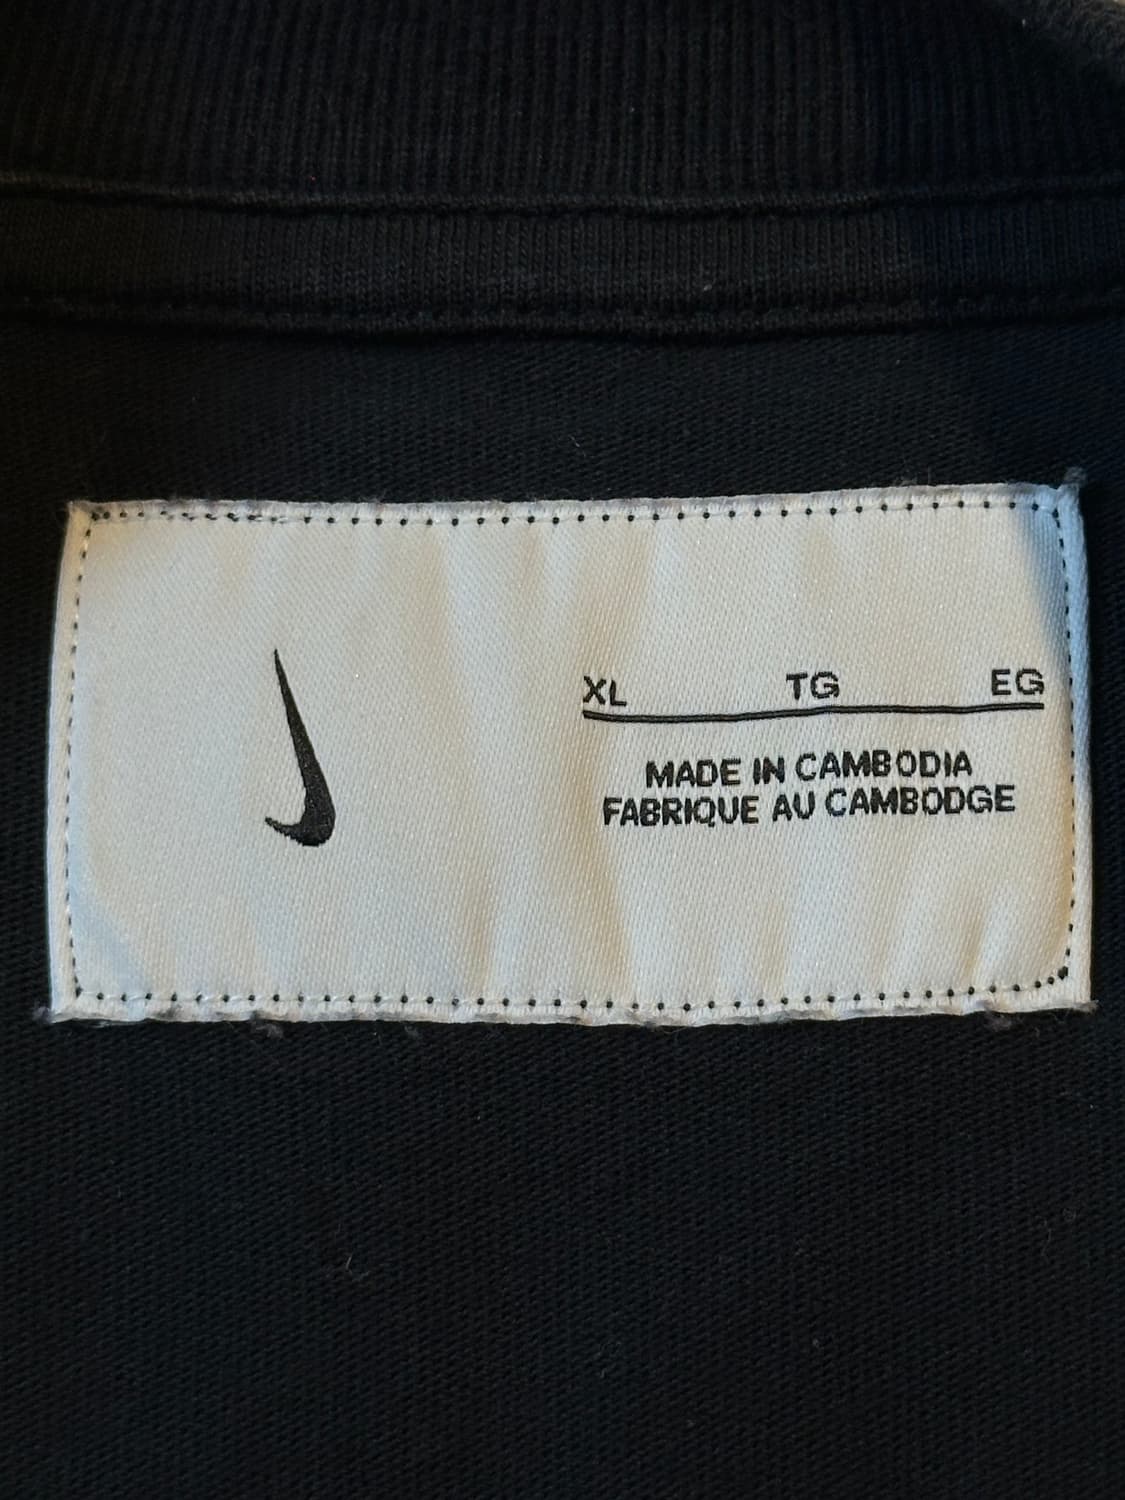 XL TG EG
MADE IN CAMBODIA
FABRIQUE AU CAMBODGE